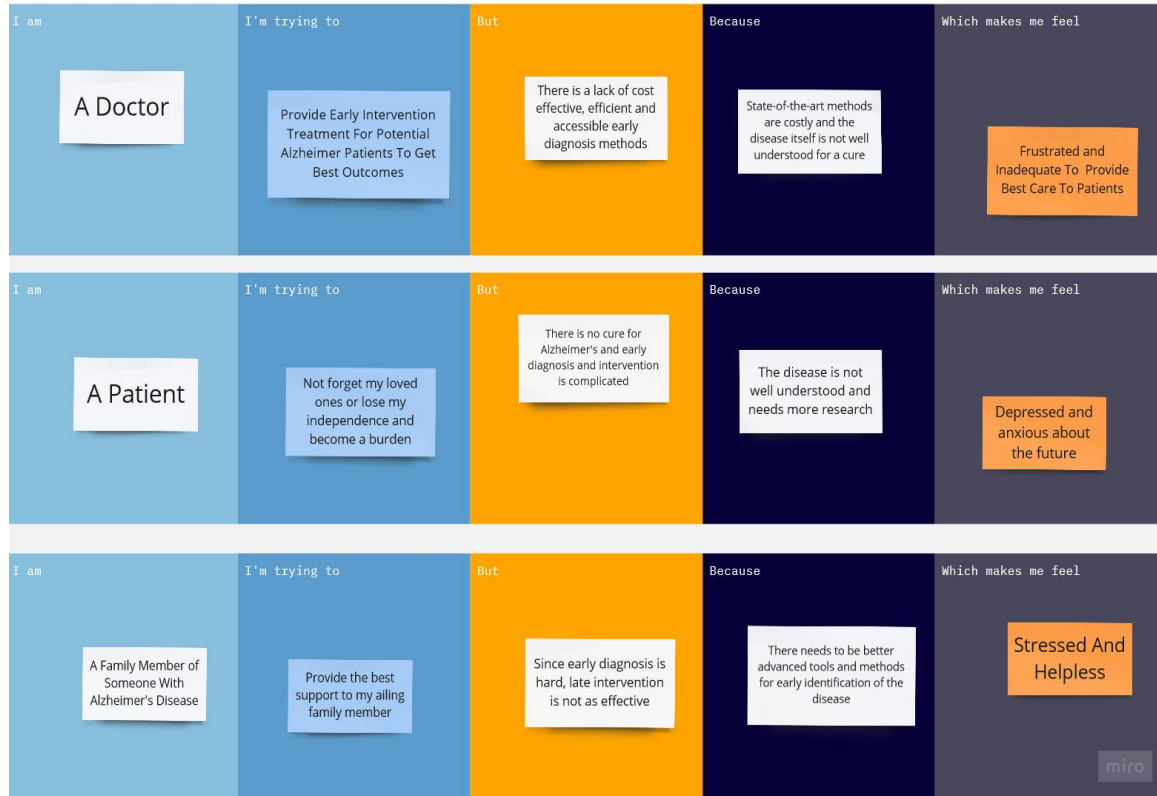 I am
I'm trying to
But
Because
Which makes me feel
A Doctor
Provide Early Intervention
Treatment For Potential
Alzheimer Patients To Get
Best Outcomes
There is a lack of cost
effective, efficient and
accessible early
diagnosis methods
State-of-the-art methods
are costly and the
disease itself is not well
understood for a cure
Frustrated and
Inadequate To Provide
Best Care To Patients
I am
I'm trying to
But
Because
Which makes me feel
A Patient
Not forget my loved
ones or lose my
independence and
become a burden
There is no cure for
Alzheimer's and early
diagnosis and intervention
is complicated
The disease is not
well understood and
needs more research
Depressed and
anxious about
the future
I am
I'm trying to
But
Because
Which makes me feel
A Family Member of
Someone With
Alzheimer's Disease
Provide the best
support to my ailing
family member
Since early diagnosis is
hard, late intervention
is not as effective
There needs to be better
advanced tools and methods
for early identification of the
disease
Stressed And
Helpless
miro